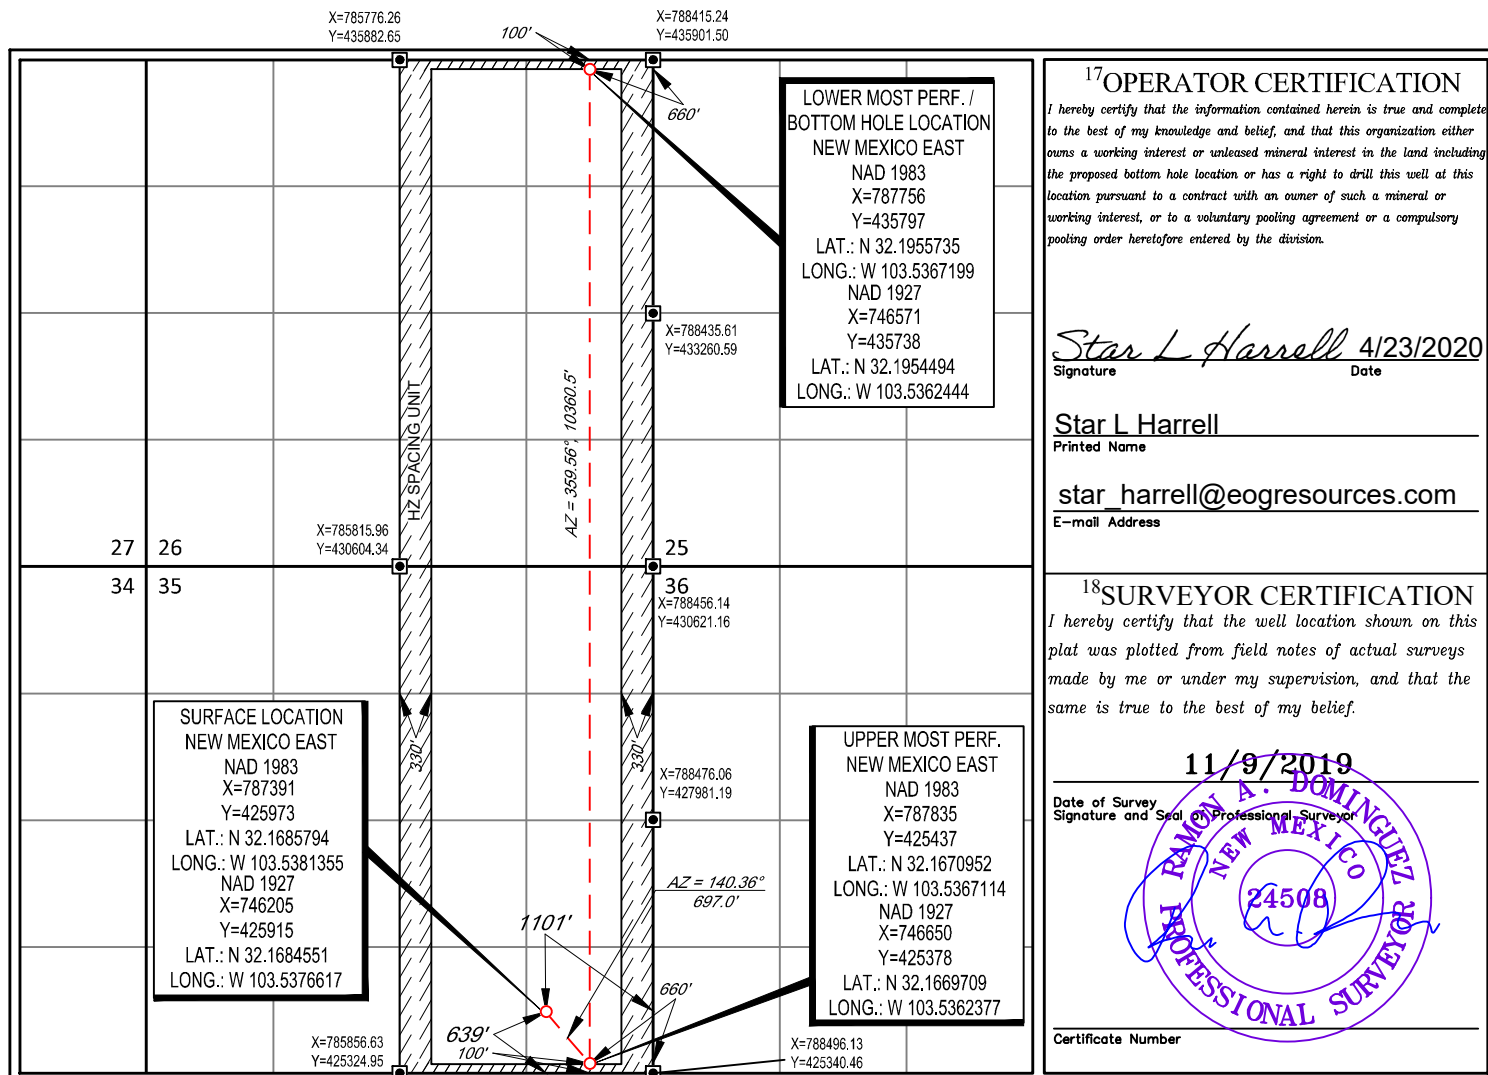 X=785776.26
Y=435882.65
100'
X=788415.24
Y=435901.50
660'
LOWER MOST PERF. /
BOTTOM HOLE LOCATION
NEW MEXICO EAST
NAD 1983
X=787756
Y=435797
LAT.: N 32.1955735
LONG.: W 103.5367199
NAD 1927
X=746571
Y=435738
LAT.: N 32.1954494
LONG.: W 103.5362444
X=788435.61
Y=433260.59
HZ SPACING UNIT
AZ = 359.56°, 10360.5'
X=785815.96
Y=430604.34
27 26
25
34 35
36
X=788456.14
Y=430621.16
SURFACE LOCATION
NEW MEXICO EAST
NAD 1983
X=787391
Y=425973
LAT.: N 32.1685794
LONG.: W 103.5381355
NAD 1927
X=746205
Y=425915
LAT.: N 32.1684551
LONG.: W 103.5376617
330'
330'
X=788476.06
Y=427981.19
UPPER MOST PERF.
NEW MEXICO EAST
NAD 1983
X=787835
Y=425437
LAT.: N 32.1670952
LONG.: W 103.5367114
NAD 1927
X=746650
Y=425378
LAT.: N 32.1669709
LONG.: W 103.5362377
AZ = 140.36°
697.0'
1101'
660'
639'
100'
X=785856.63
Y=425324.95
X=788496.13
Y=425340.46
17OPERATOR CERTIFICATION
I hereby certify that the information contained herein is true and complete
to the best of my knowledge and belief, and that this organization either
owns a working interest or unleased mineral interest in the land including
the proposed bottom hole location or has a right to drill this well at this
location pursuant to a contract with an owner of such a mineral or
working interest, or to a voluntary pooling agreement or a compulsory
pooling order heretofore entered by the division.
Star L Harrell 4/23/2020
Signature Date
Star L Harrell
Printed Name
star_harrell@eogresources.com
E-mail Address
18SURVEYOR CERTIFICATION
I hereby certify that the well location shown on this
plat was plotted from field notes of actual surveys
made by me or under my supervision, and that the
same is true to the best of my belief.
11/9/2019
Date of Survey
Signature and Seal of Professional Surveyor
RAMON A. DOMINGUEZ
NEW MEXICO
24508
PROFESSIONAL SURVEYOR
Certificate Number